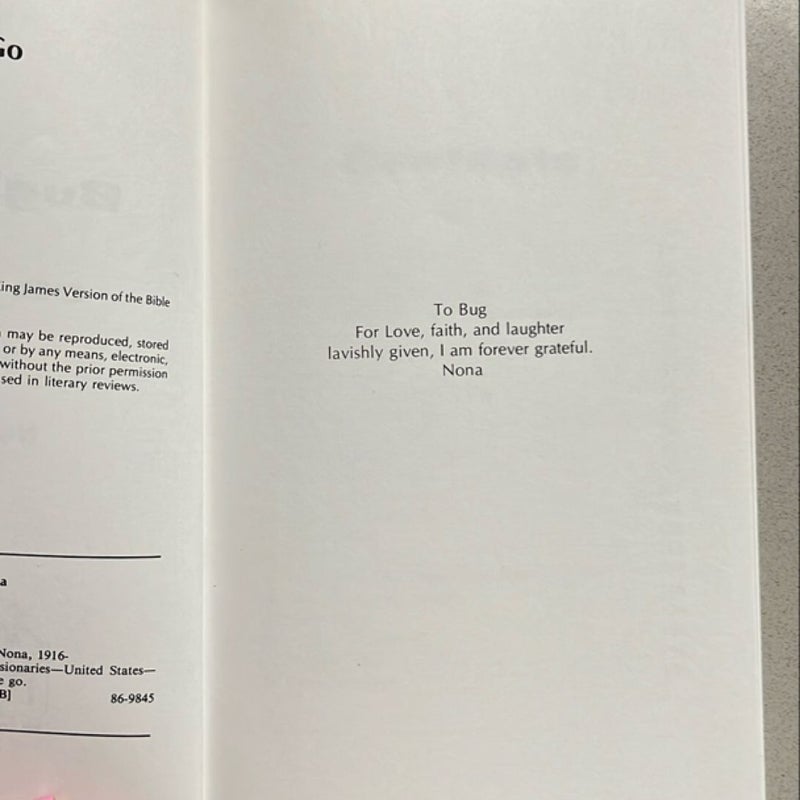 Go
ing James Version of the Bible
may be reproduced, stored
or by any means, electronic,
without the prior permission
sed in literary reviews.
a
Nona, 1916-
sionaries—United States—
e go.
B] 86-9845
To Bug
For Love, faith, and laughter
lavishly given, I am forever grateful.
Nona